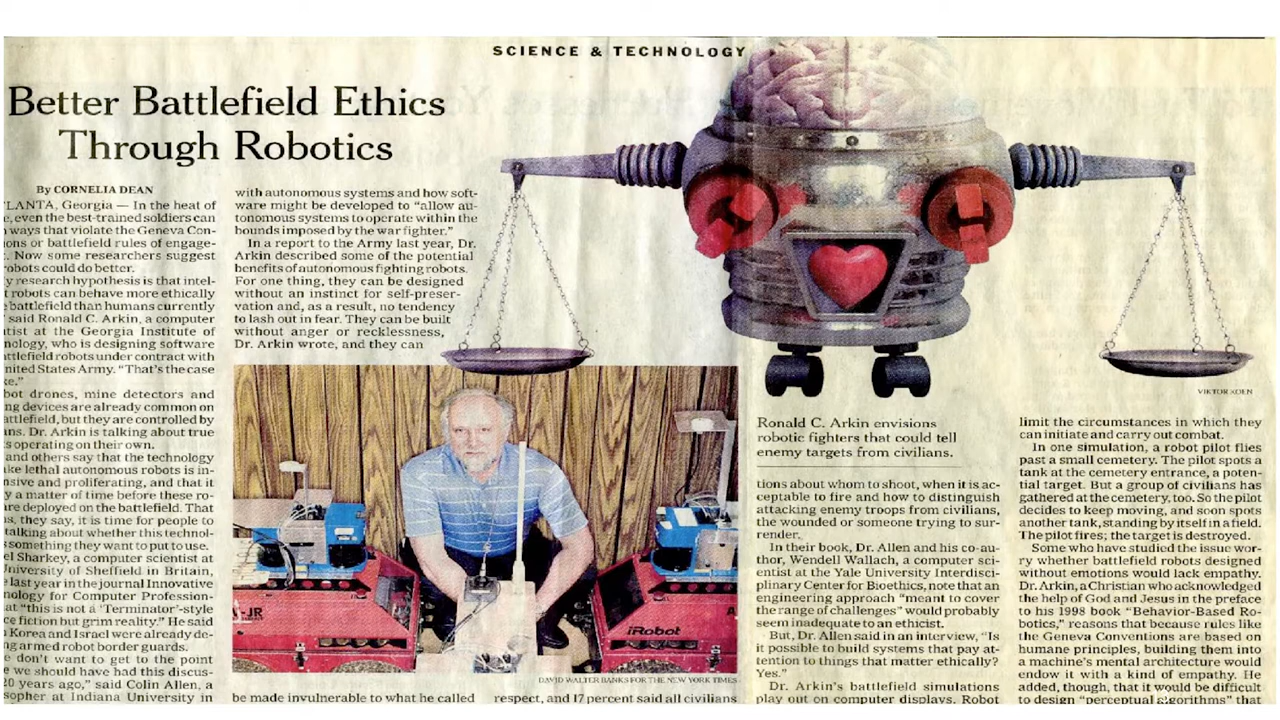 SCIENCE & TECHNOLOGY
Better Battlefield Ethics
Through Robotics
By CORNELIA DEAN
LANTA, Georgia — In the heat of
e, even the best-trained soldiers can
ways that violate the Geneva Con-
ions or battlefield rules of engage-
. Now some researchers suggest
obots could do better.
y research hypothesis is that intel-
t robots can behave more ethically
battlefield than humans currently
said Ronald C. Arkin, a computer
tist at the Georgia Institute of
nology, who is designing software
ttlefield robots under contract with
nited States Army. “That's the case
ke.”
bot drones, mine detectors and
ng devices are already common on
attlefield, but they are controlled by
ns. Dr. Arkin is talking about true
s operating on their own.
and others say that the technology
ke lethal autonomous robots is in-
nsive and proliferating, and that it
y a matter of time before these ro-
re deployed on the battlefield. That
s, they say, it is time for people to
talking about whether this technol-
something they want to put to use.
el Sharkey, a computer scientist at
University of Sheffield in Britain,
last year in the journal Innovative
nology for Computer Profession-
at “this is not a ‘Terminator’-style
ce fiction but grim reality.” He said
Korea and Israel were already de-
ng armed robot border guards.
e don't want to get to the point
e we should have had this discus-
20 years ago,” said Colin Allen, a
sopher at Indiana University in
with autonomous systems and how soft-
ware might be developed to “allow au-
tonomous systems to operate within the
bounds imposed by the war fighter.”
In a report to the Army last year, Dr.
Arkin described some of the potential
benefits of autonomous fighting robots.
For one thing, they can be designed
without an instinct for self-preser-
vation and, as a result, no tendency
to lash out in fear. They can be built
without anger or recklessness,
Dr. Arkin wrote, and they can
A-JR
iRobot
DAVID WALTER BANKS FOR THE NEW YORK TIMES
be made invulnerable to what he called
respect, and 17 percent said all civilians
VIKTOR KOEN
Ronald C. Arkin envisions
robotic fighters that could tell
enemy targets from civilians.
tions about whom to shoot, when it is ac-
ceptable to fire and how to distinguish
attacking enemy troops from civilians,
the wounded or someone trying to sur-
render.
In their book, Dr. Allen and his co-au-
thor, Wendell Wallach, a computer sci-
entist at the Yale University Interdisci-
plinary Center for Bioethics, note that an
engineering approach “meant to cover
the range of challenges” would probably
seem inadequate to an ethicist.
But, Dr. Allen said in an interview, “Is
it possible to build systems that pay at-
tention to things that matter ethically?
Yes.”
Dr. Arkin's battlefield simulations
play out on computer displays. Robot
limit the circumstances in which they
can initiate and carry out combat.
In one simulation, a robot pilot flies
past a small cemetery. The pilot spots a
tank at the cemetery entrance, a poten-
tial target. But a group of civilians has
gathered at the cemetery, too. So the pilot
decides to keep moving, and soon spots
another tank, standing by itself in a field.
The pilot fires; the target is destroyed.
Some who have studied the issue wor-
ry whether battlefield robots designed
without emotions would lack empathy.
Dr. Arkin, a Christian who acknowledged
the help of God and Jesus in the preface
to his 1998 book “Behavior-Based Ro-
botics,” reasons that because rules like
the Geneva Conventions are based on
humane principles, building them into
a machine's mental architecture would
endow it with a kind of empathy. He
added, though, that it would be difficult
to design “perceptual algorithms” that